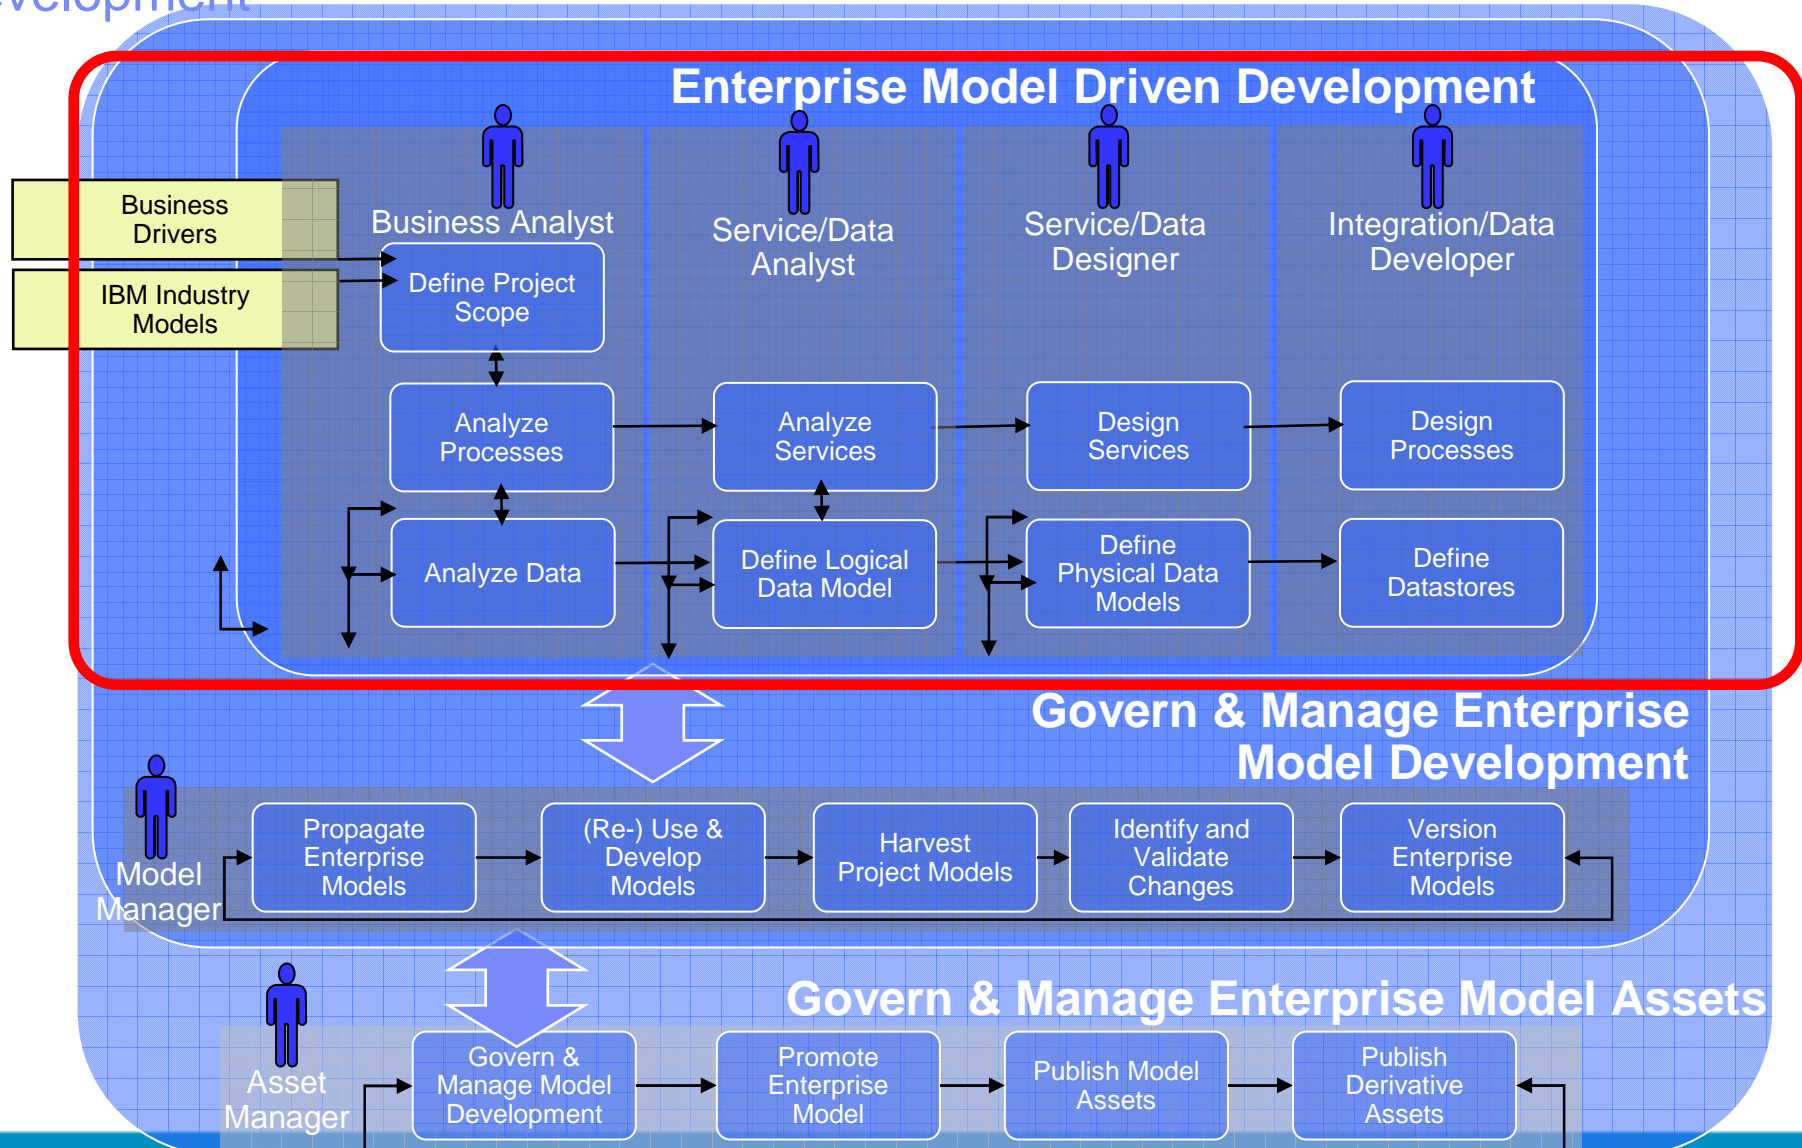 Enterprise Model Driven Development
Business
Drivers
IBM Industry
Models
Business Analyst
Service/Data
Analyst
Service/Data
Designer
Integration/Data
Developer
Define Project
Scope
Analyze
Processes
Analyze
Services
Design
Services
Design
Processes
Analyze Data
Define Logical
Data Model
Define
Physical Data
Models
Define
Datastores
Govern & Manage Enterprise
Model Development
Model
Manager
Propagate
Enterprise
Models
(Re-) Use &
Develop
Models
Harvest
Project Models
Identify and
Validate
Changes
Version
Enterprise
Models
Govern & Manage Enterprise Model Assets
Asset
Manager
Govern &
Manage Model
Development
Promote
Enterprise
Model
Publish Model
Assets
Publish
Derivative
Assets